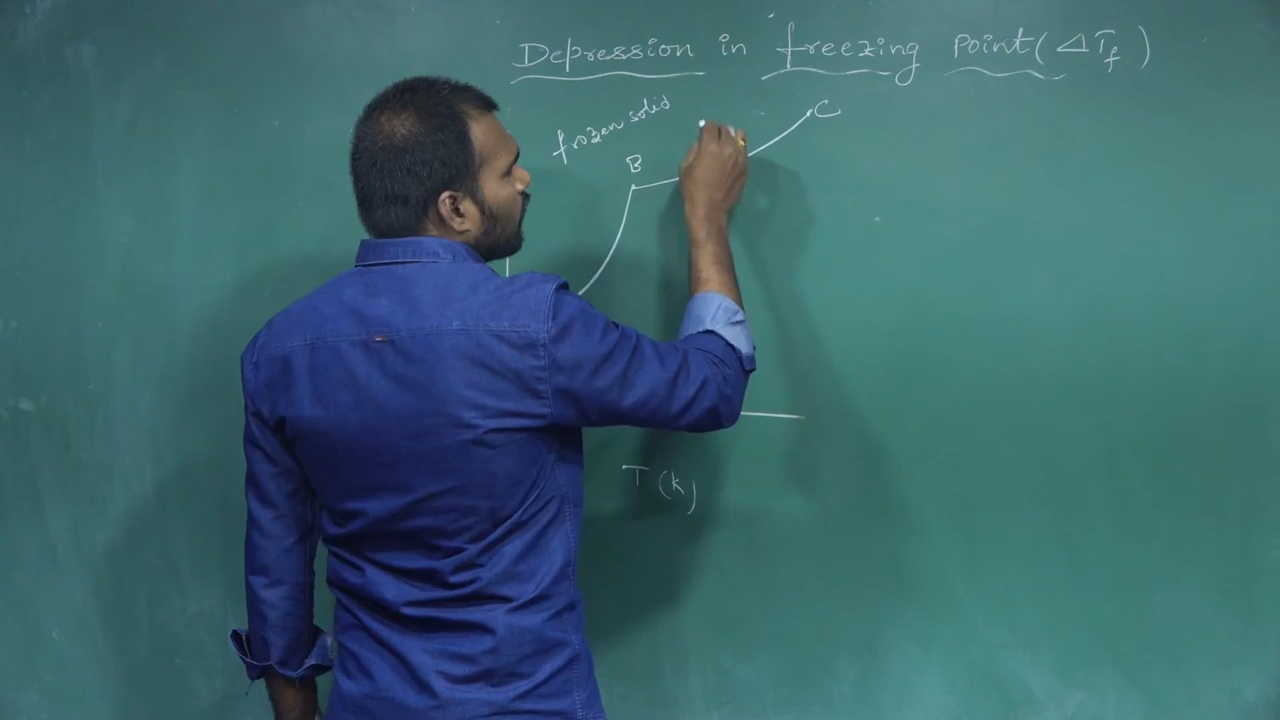 Depression in freezing Point (ΔTf)
frozen solid
C
B
T (k)